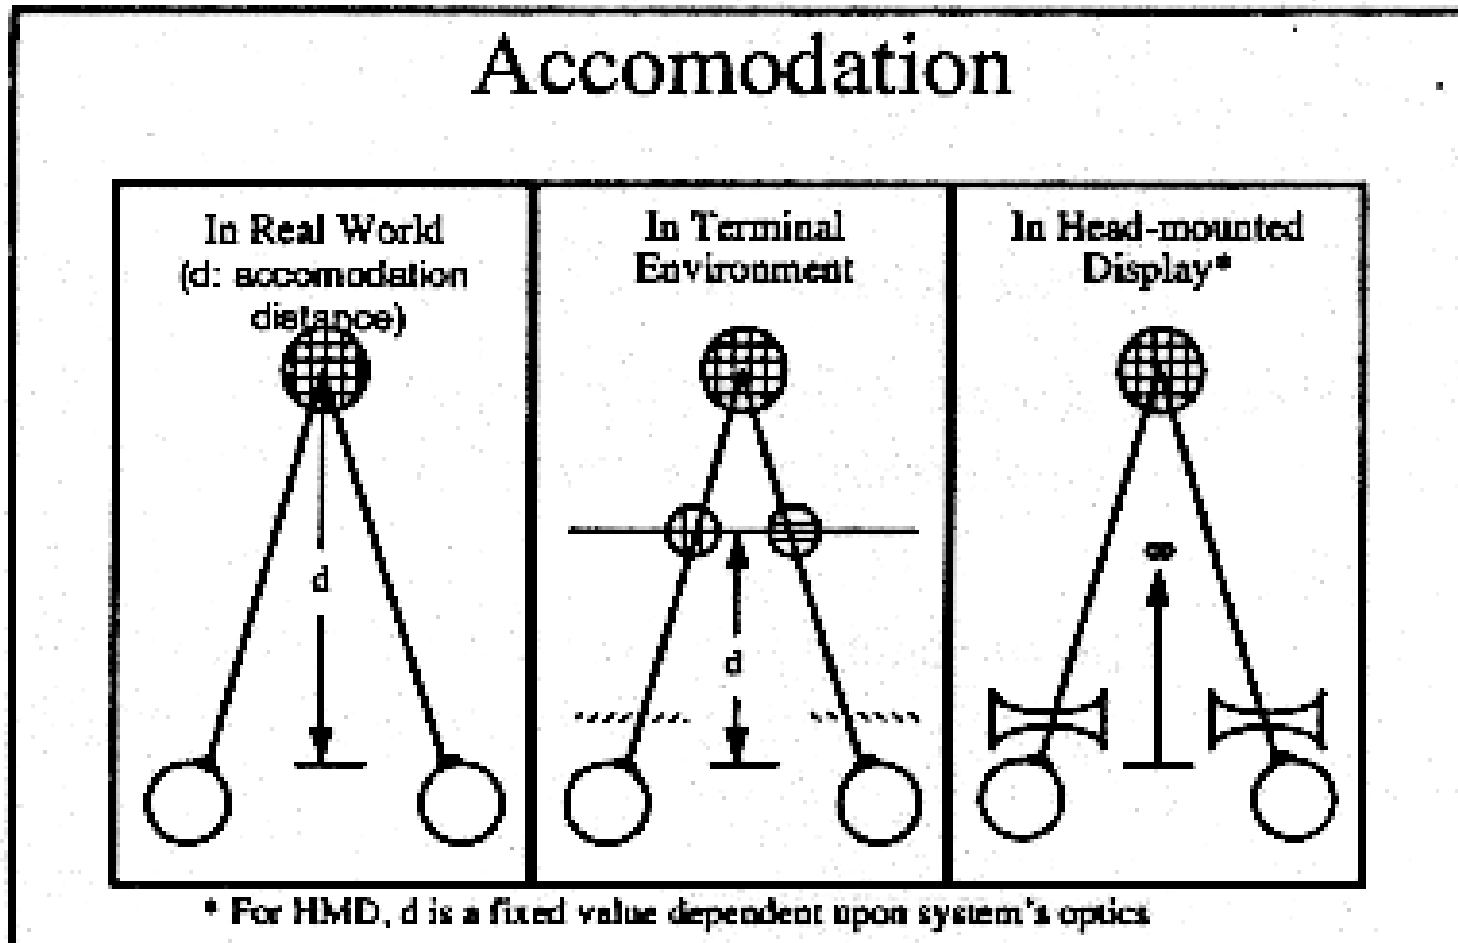 Accomodation
In Real World
(d: accomodation
distance)
d
In Terminal
Environment
d
In Head-mounted
Display*
∞
* For HMD, d is a fixed value dependent upon system's optics